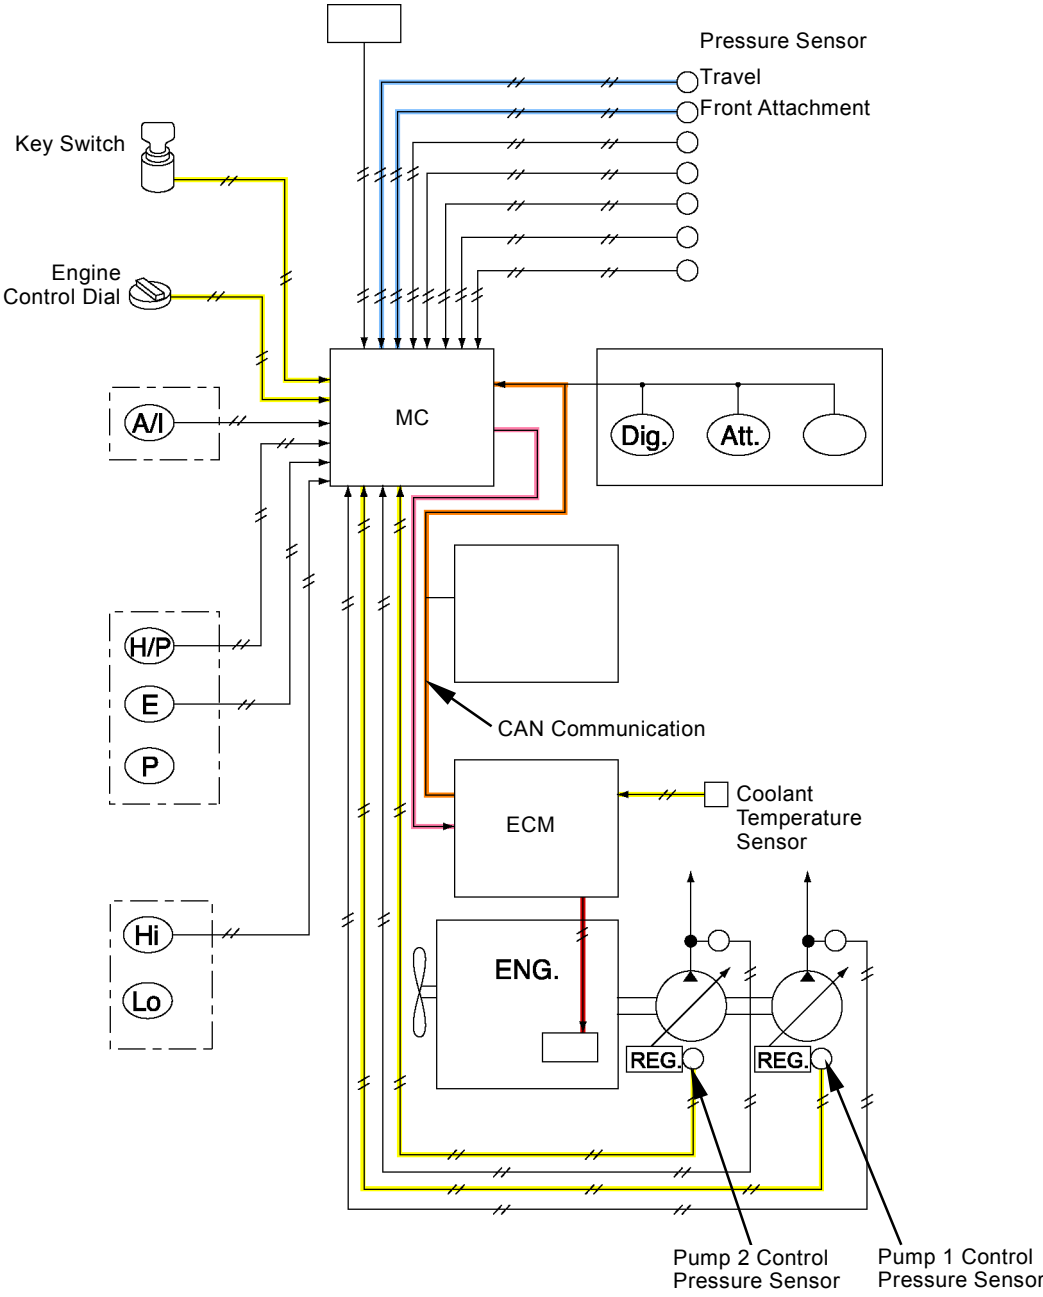 Pressure Sensor
Travel
Front Attachment
Key Switch
Engine
Control Dial
A/I
MC
Dig.
Att.
H/P
E
P
CAN Communication
Coolant
Temperature
Sensor
ECM
Hi
Lo
ENG.
REG.
REG.
Pump 2 Control
Pressure Sensor
Pump 1 Control
Pressure Sensor